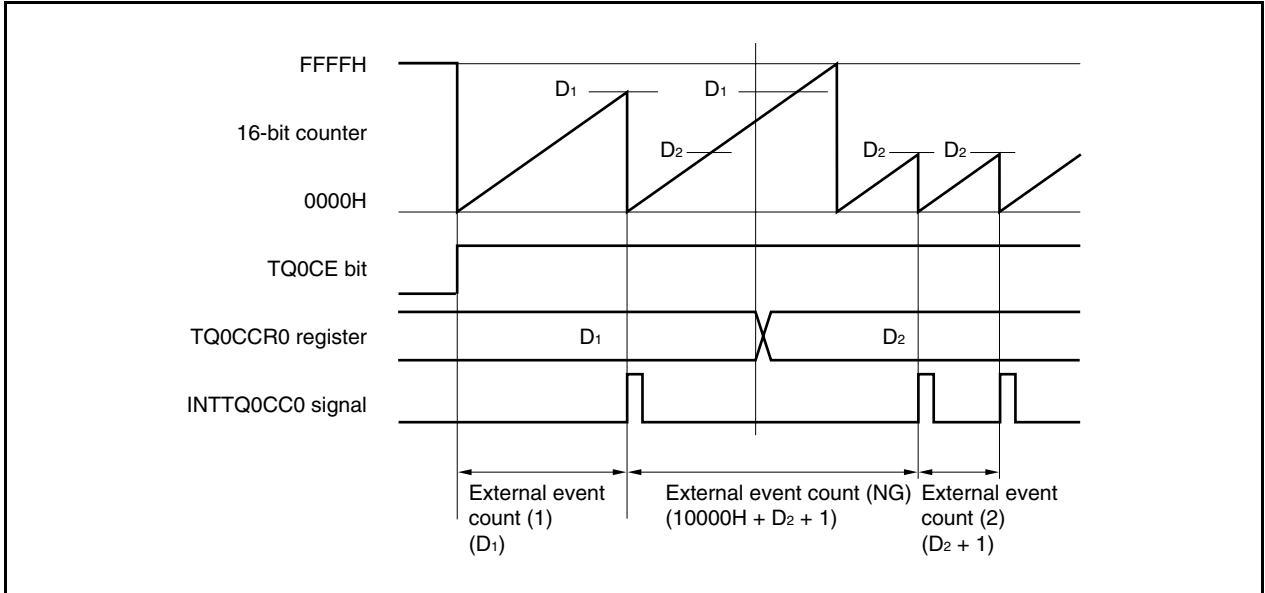 FFFFH
D1
D1
16-bit counter
D2
D2
D2
0000H
TQ0CE bit
TQ0CCR0 register
D1
D2
INTTQ0CC0 signal
External event
count (1)
(D1)
External event count (NG)
(10000H + D2 + 1)
External event
count (2)
(D2 + 1)